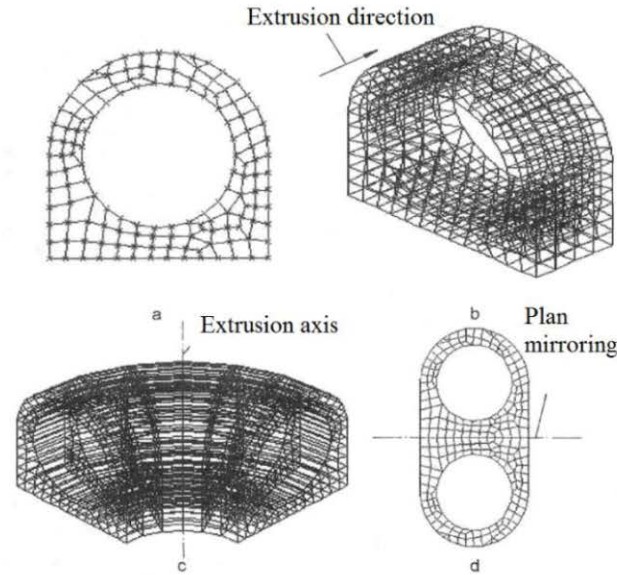 Extrusion direction
a
b
Extrusion axis
Plan
mirroring
c
d